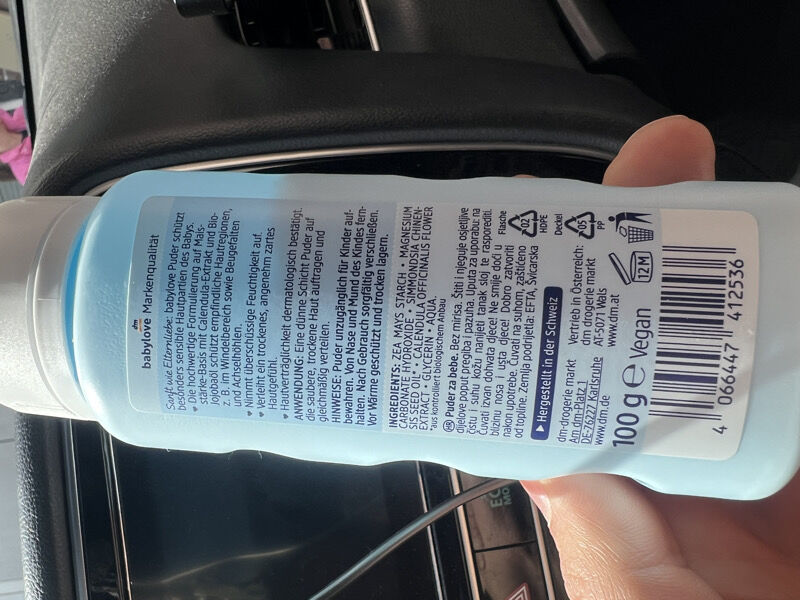 dm
babylove Markenqualität
Sanft wie Elternliebe: babylove Puder schützt
besonders sensible Hautpartien des Babys.
♥ Die hochwertige Formulierung auf Mais-
stärke-Basis mit Calendula-Extrakt und Bio-
Jojobaöl schützt empfindliche Hautregionen,
z. B. im Windelbereich sowie Beugefalten
und Achselhöhlen.
♥ Nimmt überschüssige Feuchtigkeit auf.
♥ Verleiht ein trockenes, angenehm zartes
Hautgefühl.
♥ Hautverträglichkeit dermatologisch bestätigt.
ANWENDUNG: Eine dünne Schicht Puder auf
die saubere, trockene Haut auftragen und
gleichmäßig verteilen.
HINWEISE: Puder unzugänglich für Kinder auf-
bewahren. Von Nase und Mund des Kindes fern-
halten. Nach Gebrauch sorgfältig verschließen.
Vor Wärme geschützt und trocken lagern.
INGREDIENTS: ZEA MAYS STARCH • MAGNESIUM
CARBONATE HYDROXIDE • SIMMONDSIA CHINEN-
SIS SEED OIL* • CALENDULA OFFICINALIS FLOWER
EXTRACT • GLYCERIN • AQUA.
*aus kontrolliert biologischem Anbau
HR Puder za bebe. Bez mirisa. Štiti i njeguje osjetljive
dijelove poput pregiba i pazuha. Uputa za uporabu: na
čistu i suhu kožu nanijeti tanak sloj te rasporediti.
Čuvati izvan dohvata djece! Ne smije doći u
blizinu nosa i usta djece! Dobro zatvoriti
nakon upotrebe. Čuvati na suhom, zaštićeno
od topline. Zemlja podrijetla: EFTA, Švicarska
Flasche
02
HDPE
Deckel
05
PP
▸ Hergestellt in der Schweiz
dm-drogerie markt
Am dm-Platz 1
DE-76227 Karlsruhe
www.dm.de
Vertrieb in Österreich:
dm drogerie markt
AT-5071 Wals
www.dm.at
12M
100 g ℮ Vegan
4 066447 412536
EC
MO